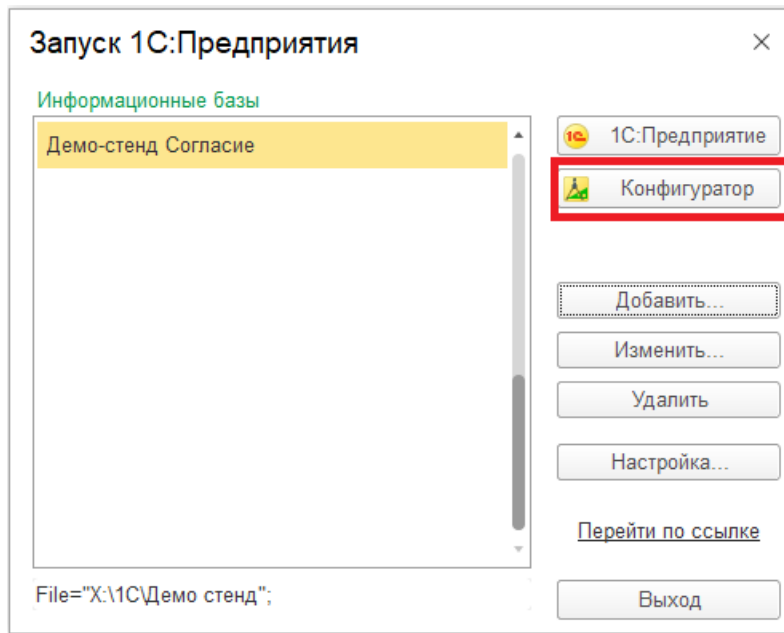 Запуск 1С:Предприятия
Информационные базы
Демо-стенд Согласие
1С:Предприятие
Конфигуратор
Добавить...
Изменить...
Удалить
Настройка...
Перейти по ссылке
File="X:\1C\Демо стенд";
Выход